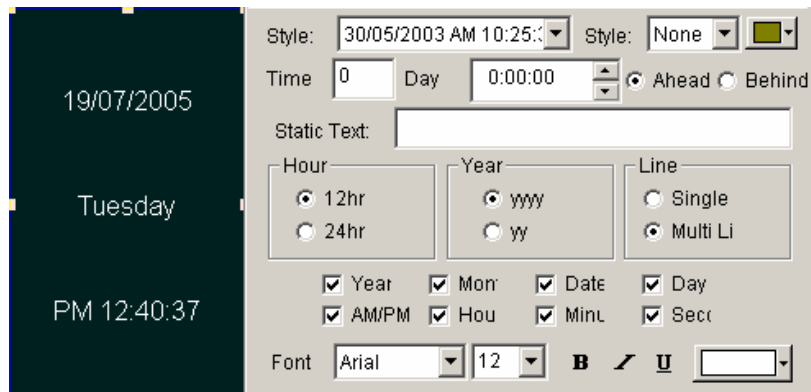 19/07/2005
Tuesday
PM 12:40:37
Style: 30/05/2003 AM 10:25: Style: None
Time 0 Day 0:00:00 Ahead Behind
Static Text:
Hour Year Line
12hr yyyy Single
24hr yy Multi Li
Year Mon Date Day
AM/PM Hou Minu Seco
Font Arial 12 B I U